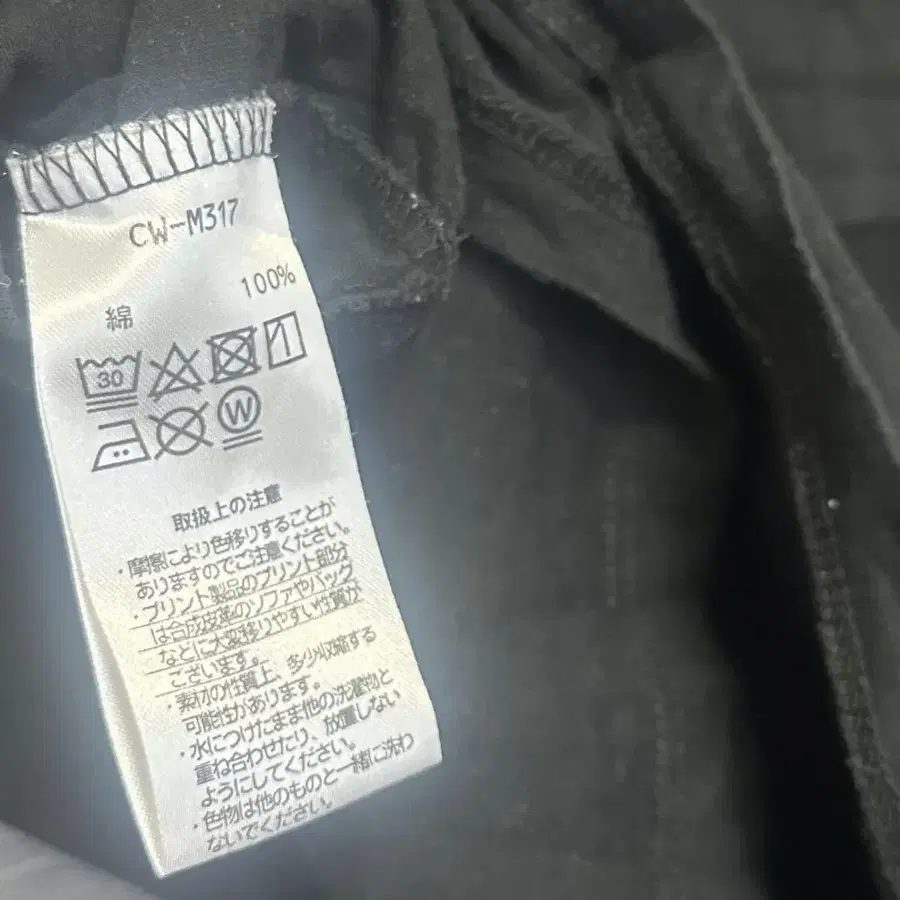 CW-M317
綿 100%
30
W
取扱上の注意
・摩擦により色移りすることが
ありますのでご注意ください。
・プリント製品のプリント部分
は合成皮革のソファやバッグ
などに大変移りやすい性質が
ございます。
・素材の性質上、多少収縮する
可能性があります。
・水につけたまま他の洗濯物と
重ね合わせたり、放置しない
ようにしてください。
・色物は他のものと一緒に洗わ
ないでください。